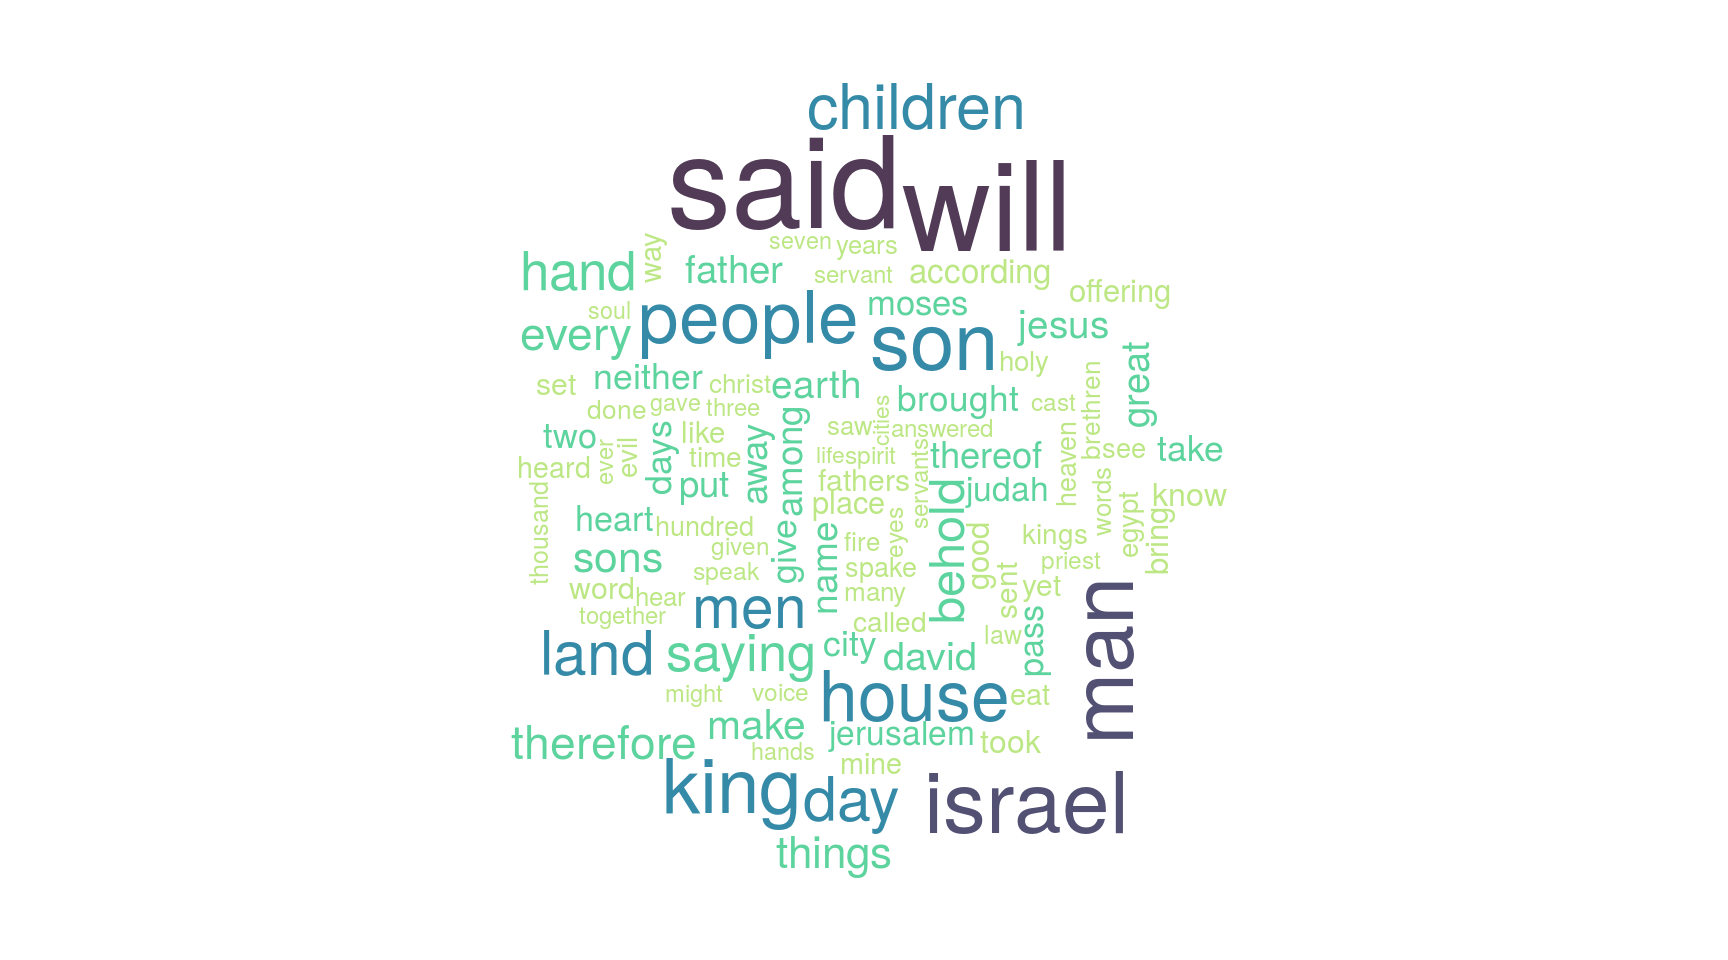 children
said
will
seven
years
way
hand
father
servant
according
offering
soul
people
moses
son
jesus
every
holy
great
set
neither
christ
earth
brought
cast
brethren
done
gave
three
two
like
saw
cities
answered
heaven
see
take
heard
ever
evil
days
time
away
among
life
spirit
servants
thereof
put
fathers
judah
know
thousand
place
behold
words
egypt
bring
heart
hundred
give
name
eyes
good
kings
sons
given
fire
priest
speak
spake
word
hear
men
many
sent
yet
man
together
called
law
pass
land
saying
city
david
might
voice
house
eat
therefore
make
jerusalem
took
hands
mine
king
day
israel
things